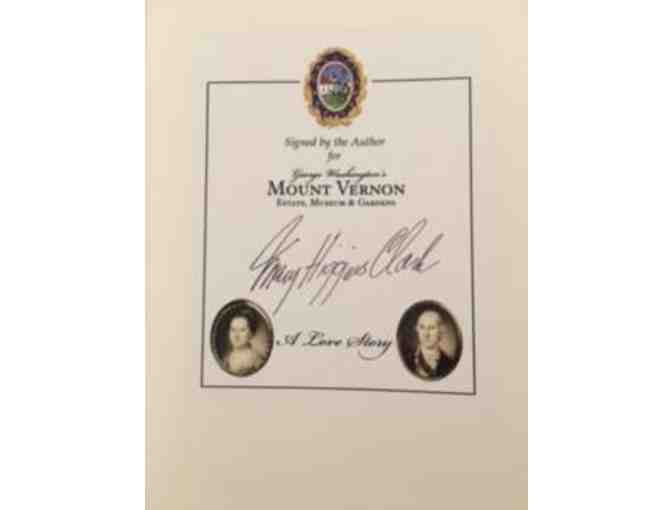 Signed by the Author
for
George Washington's
MOUNT VERNON
ESTATE, MUSEUM & GARDENS
Mary Higgins Clark
A Love Story